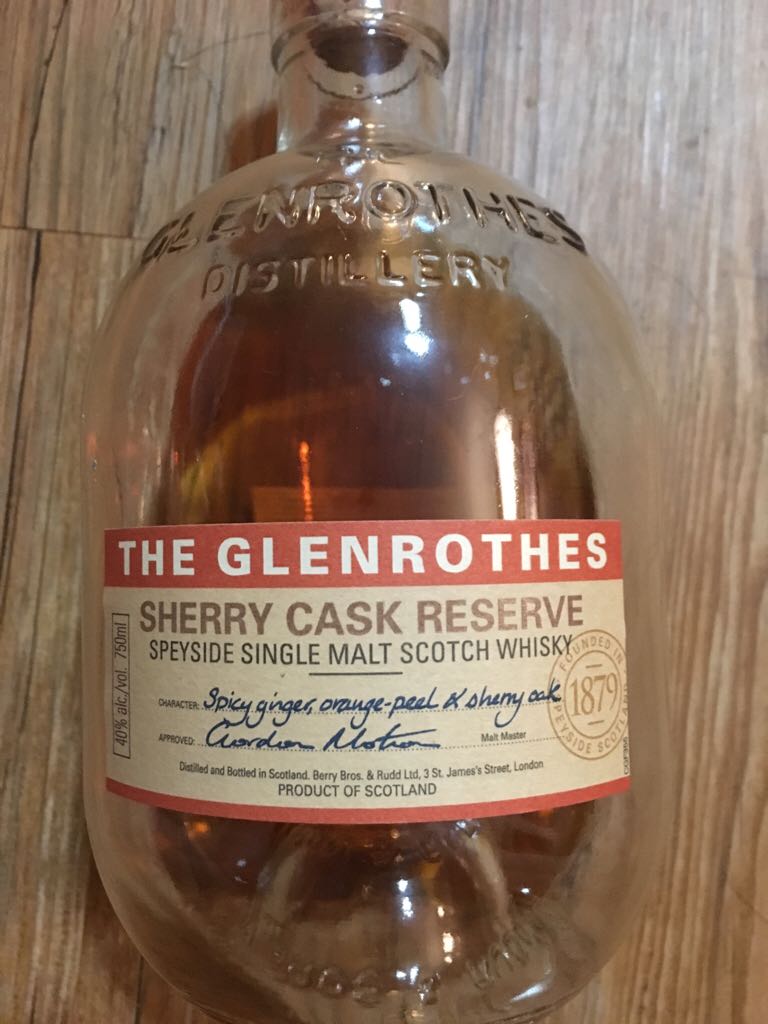 THE
GLENROTHES
DISTILLERY
THE GLENROTHES
SHERRY CASK RESERVE
SPEYSIDE SINGLE MALT SCOTCH WHISKY
40% alc./vol. 750ml
FOUNDED IN
1879
SPEYSIDE SCOTLAND
CHARACTER: Spicy ginger, orange-peel & sherry oak
APPROVED: Gordon Motion Malt Master
Distilled and Bottled in Scotland. Berry Bros. & Rudd Ltd, 3 St. James's Street, London
PRODUCT OF SCOTLAND